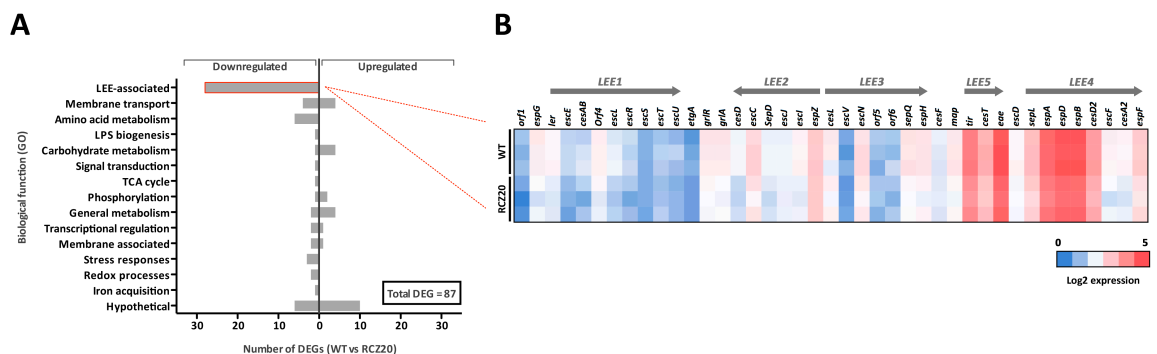 A
B
Downregulated
Upregulated
Biological function (GO)
LEE-associated
Membrane transport
Amino acid metabolism
LPS biogenesis
Carbohydrate metabolism
Signal transduction
TCA cycle
Phosphorylation
General metabolism
Transcriptional regulation
Membrane associated
Stress responses
Redox processes
Iron acquisition
Hypothetical
Total DEG = 87
30 20 10 0 10 20 30
Number of DEGs (WT vs RCZ20)
LEE1 LEE2 LEE3 LEE5 LEE4
orf1 espG ler escE cesAB Orf4 escL escR escS escT escU etgA grlR grlA cesD escC SepD escJ escI espZ cesL escV escN orf5 orf6 sepQ espH cesF map tir cesT eae escD sepL espA espD espB cesD2 escF cesA2 espF
WT
RCZ20
0 5
Log2 expression